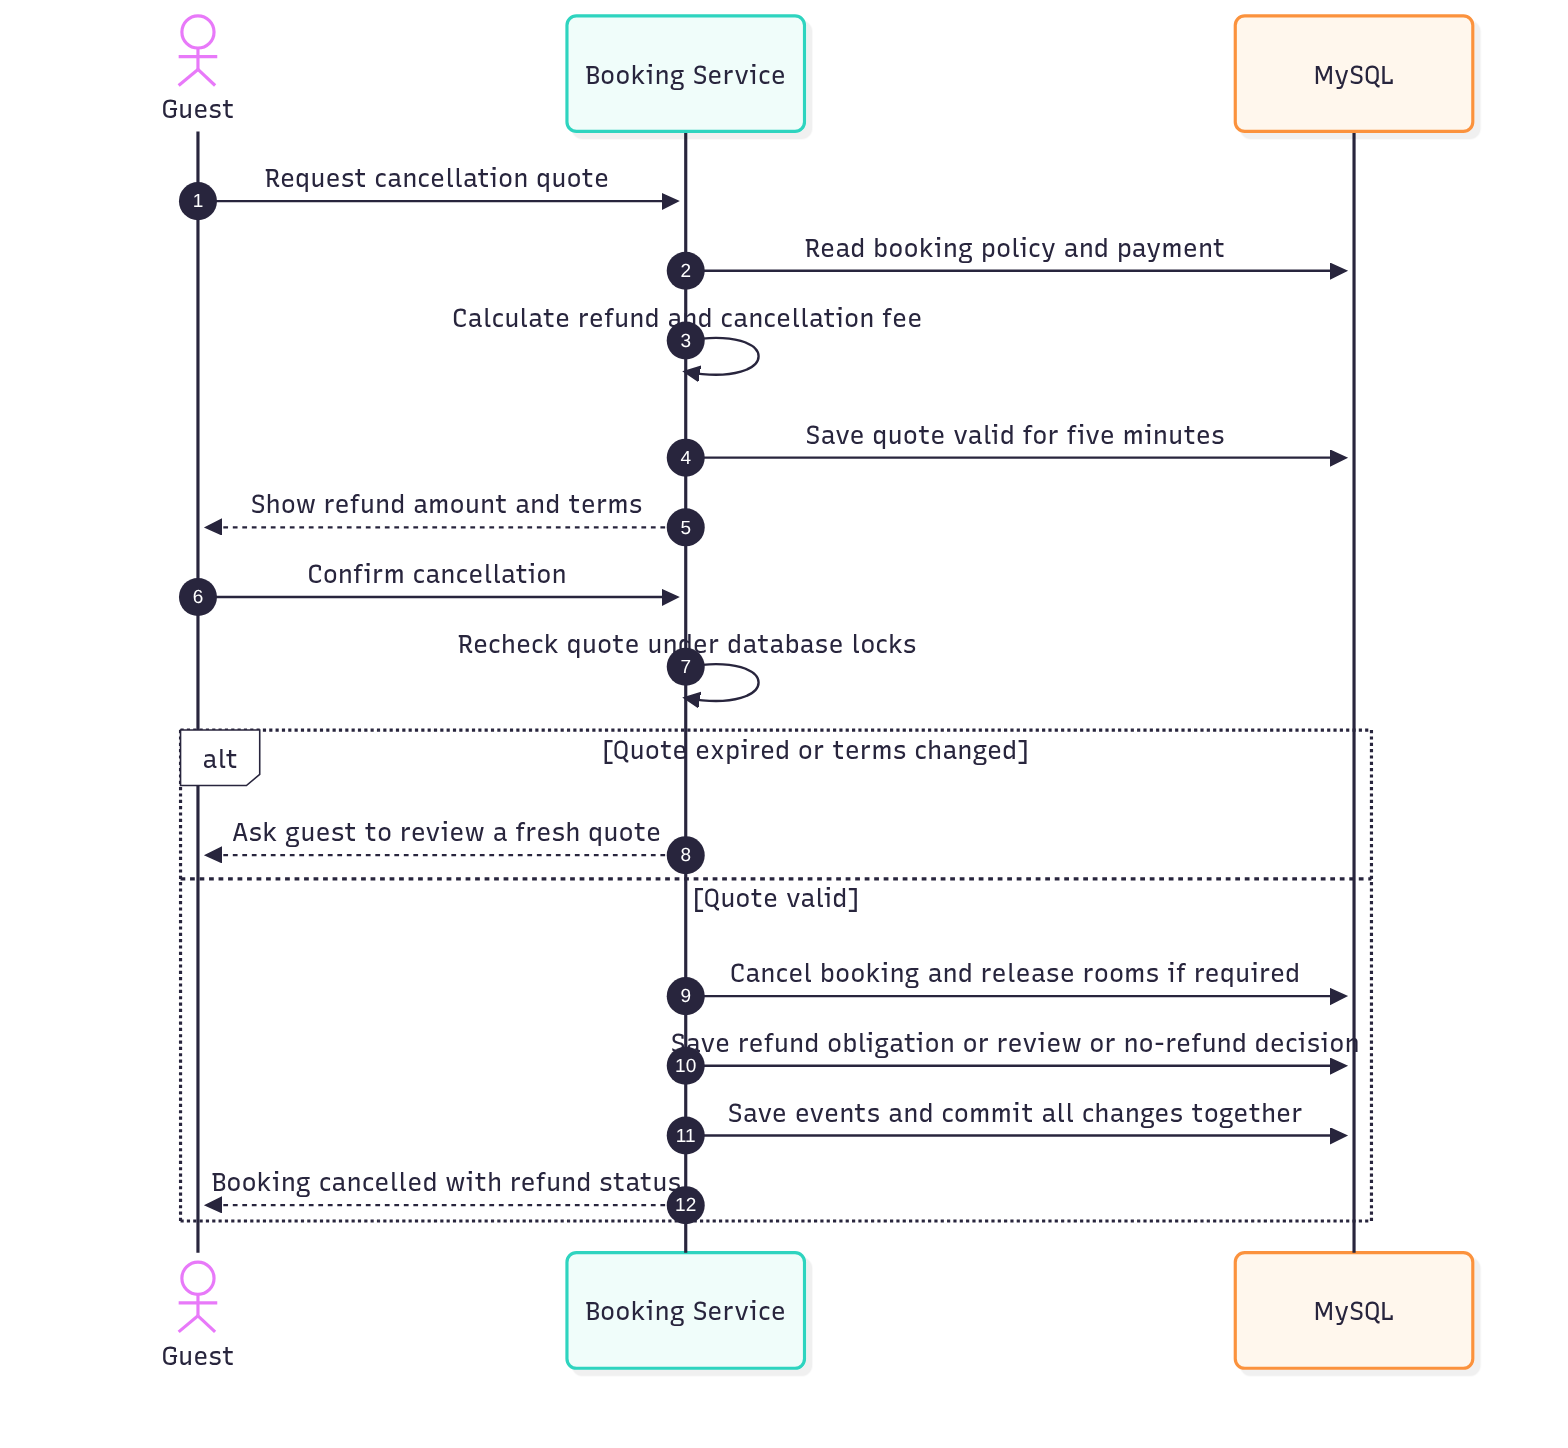 Guest
Booking Service
MySQL
Request cancellation quote
1
Read booking policy and payment
2
Calculate refund and cancellation fee
3
Save quote valid for five minutes
4
Show refund amount and terms
5
Confirm cancellation
6
Recheck quote under database locks
7
alt
[Quote expired or terms changed]
Ask guest to review a fresh quote
8
[Quote valid]
Cancel booking and release rooms if required
9
Save refund obligation or review or no-refund decision
10
Save events and commit all changes together
11
Booking cancelled with refund status
12
Guest
Booking Service
MySQL